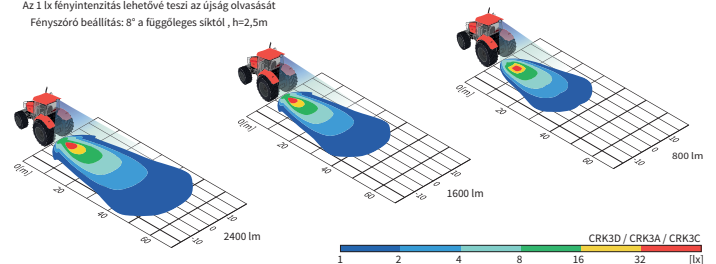 Az 1 lx fényintenzitás lehetővé teszi az újság olvasását
Fényszóró beállítás: 8° a függőleges síktól , h=2,5m
0[m]
20
40
60
-10
0
10
800 lm
0[m]
20
40
60
-10
0
10
1600 lm
0[m]
20
40
60
-10
0
10
2400 lm
CRK3D / CRK3A / CRK3C
1 2 4 8 16 32 [lx]